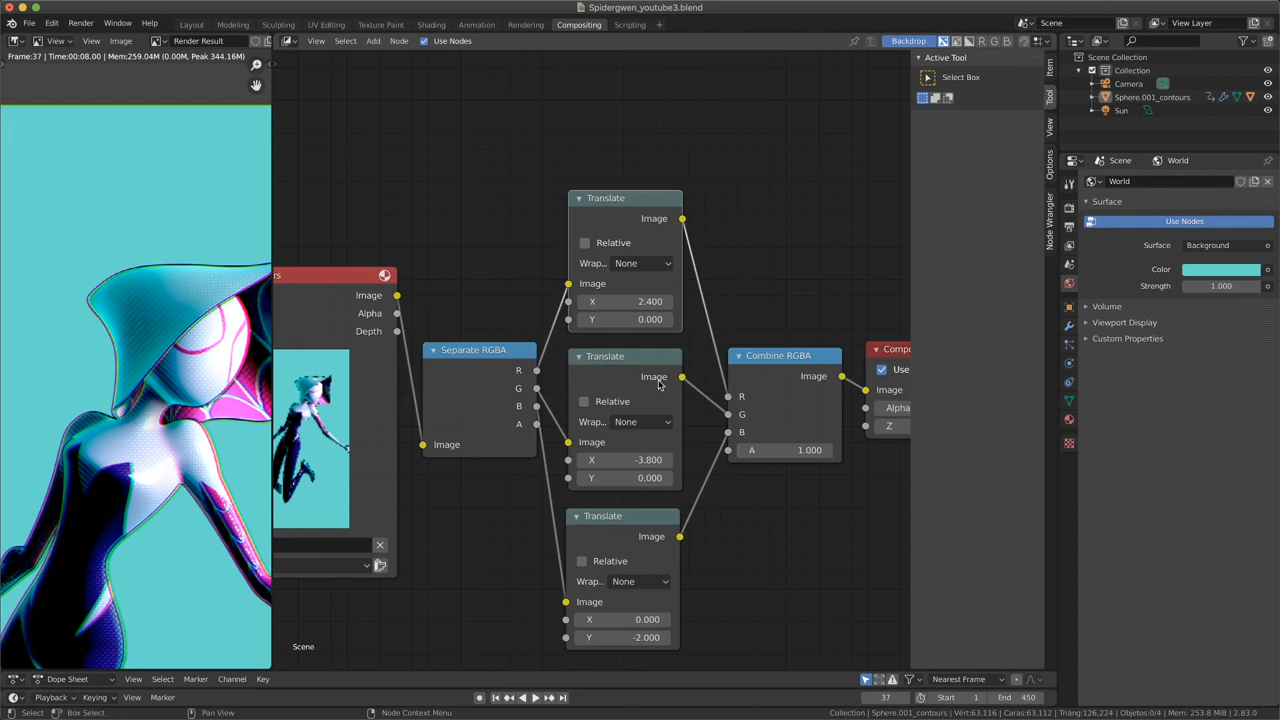 Spidergwen_youtube3.blend
File Edit Render Window Help Layout Modeling Sculpting UV Editing Texture Paint Shading Animation Rendering Compositing Scripting Scene View Layer
View View Image Render Result View Select Add Node Use Nodes Backdrop R G B
Frame:37 | Time:00:08.00 | Mem:259.04M (0.00M, Peak 344.16M)
Active Tool
Select Box
Item
Tool
View
Options
Node Wrangler
Scene Collection
Collection
Camera
Sphere.001_contours
Sun
Scene World
World
Surface
Use Nodes
Surface Background
Color
Strength 1.000
Volume
Viewport Display
Custom Properties
rs
Image
Alpha
Depth
Separate RGBA
R
G
B
A
Image
Translate
Image
Relative
Wrap.. None
Image
X 2.400
Y 0.000
Translate
Image
Relative
Wrap.. None
Image
X -3.800
Y 0.000
Translate
Image
Relative
Wrap.. None
Image
X 0.000
Y -2.000
Combine RGBA
Image
R
G
B
A 1.000
Compo
Use
Image
Alpha
Z
Scene
Dope Sheet View Select Marker Channel Key Nearest Frame
Playback Keying View Marker 37 Start 1 End 450
Select Box Select Pan View Node Context Menu Collection | Sphere.001_contours | Vért:63,116 | Caras:63,112 | Triáng:126,224 | Objetos:0/4 | Mem: 253.8 MiB | 2.83.0